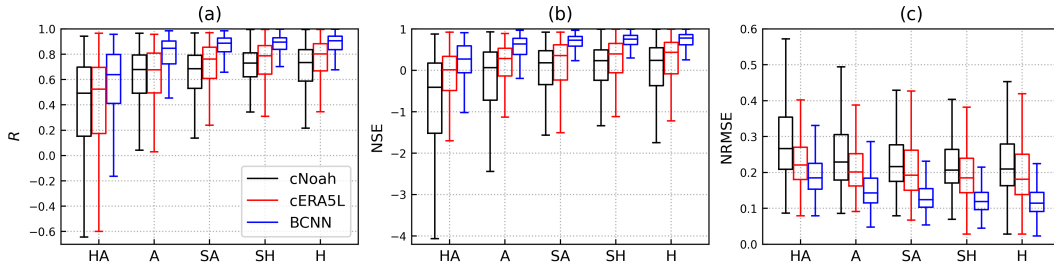 (a)
1.0
0.8
0.6
0.4
0.2
0.0
−0.2
−0.4
−0.6
R
HA A SA SH H
cNoah
cERA5L
BCNN
(b)
1
0
−1
−2
−3
−4
NSE
HA A SA SH H
(c)
0.6
0.5
0.4
0.3
0.2
0.1
0.0
NRMSE
HA A SA SH H